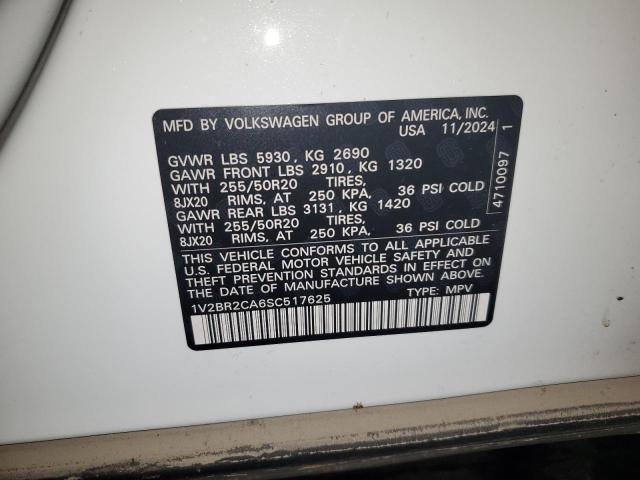 MFD BY VOLKSWAGEN GROUP OF AMERICA, INC.
USA 11/2024
GVWR LBS 5930, KG 2690
GAWR FRONT LBS 2910, KG 1320
WITH 255/50R20 TIRES,
8JX20 RIMS, AT 250 KPA, 36 PSI COLD
GAWR REAR LBS 3131, KG 1420
WITH 255/50R20 TIRES,
8JX20 RIMS, AT 250 KPA, 36 PSI COLD
THIS VEHICLE CONFORMS TO ALL APPLICABLE
U.S. FEDERAL MOTOR VEHICLE SAFETY AND
THEFT PREVENTION STANDARDS IN EFFECT ON
THE DATE OF MANUFACTURE SHOWN ABOVE.
1V2BR2CA6SC517625 TYPE: MPV
4710097 1